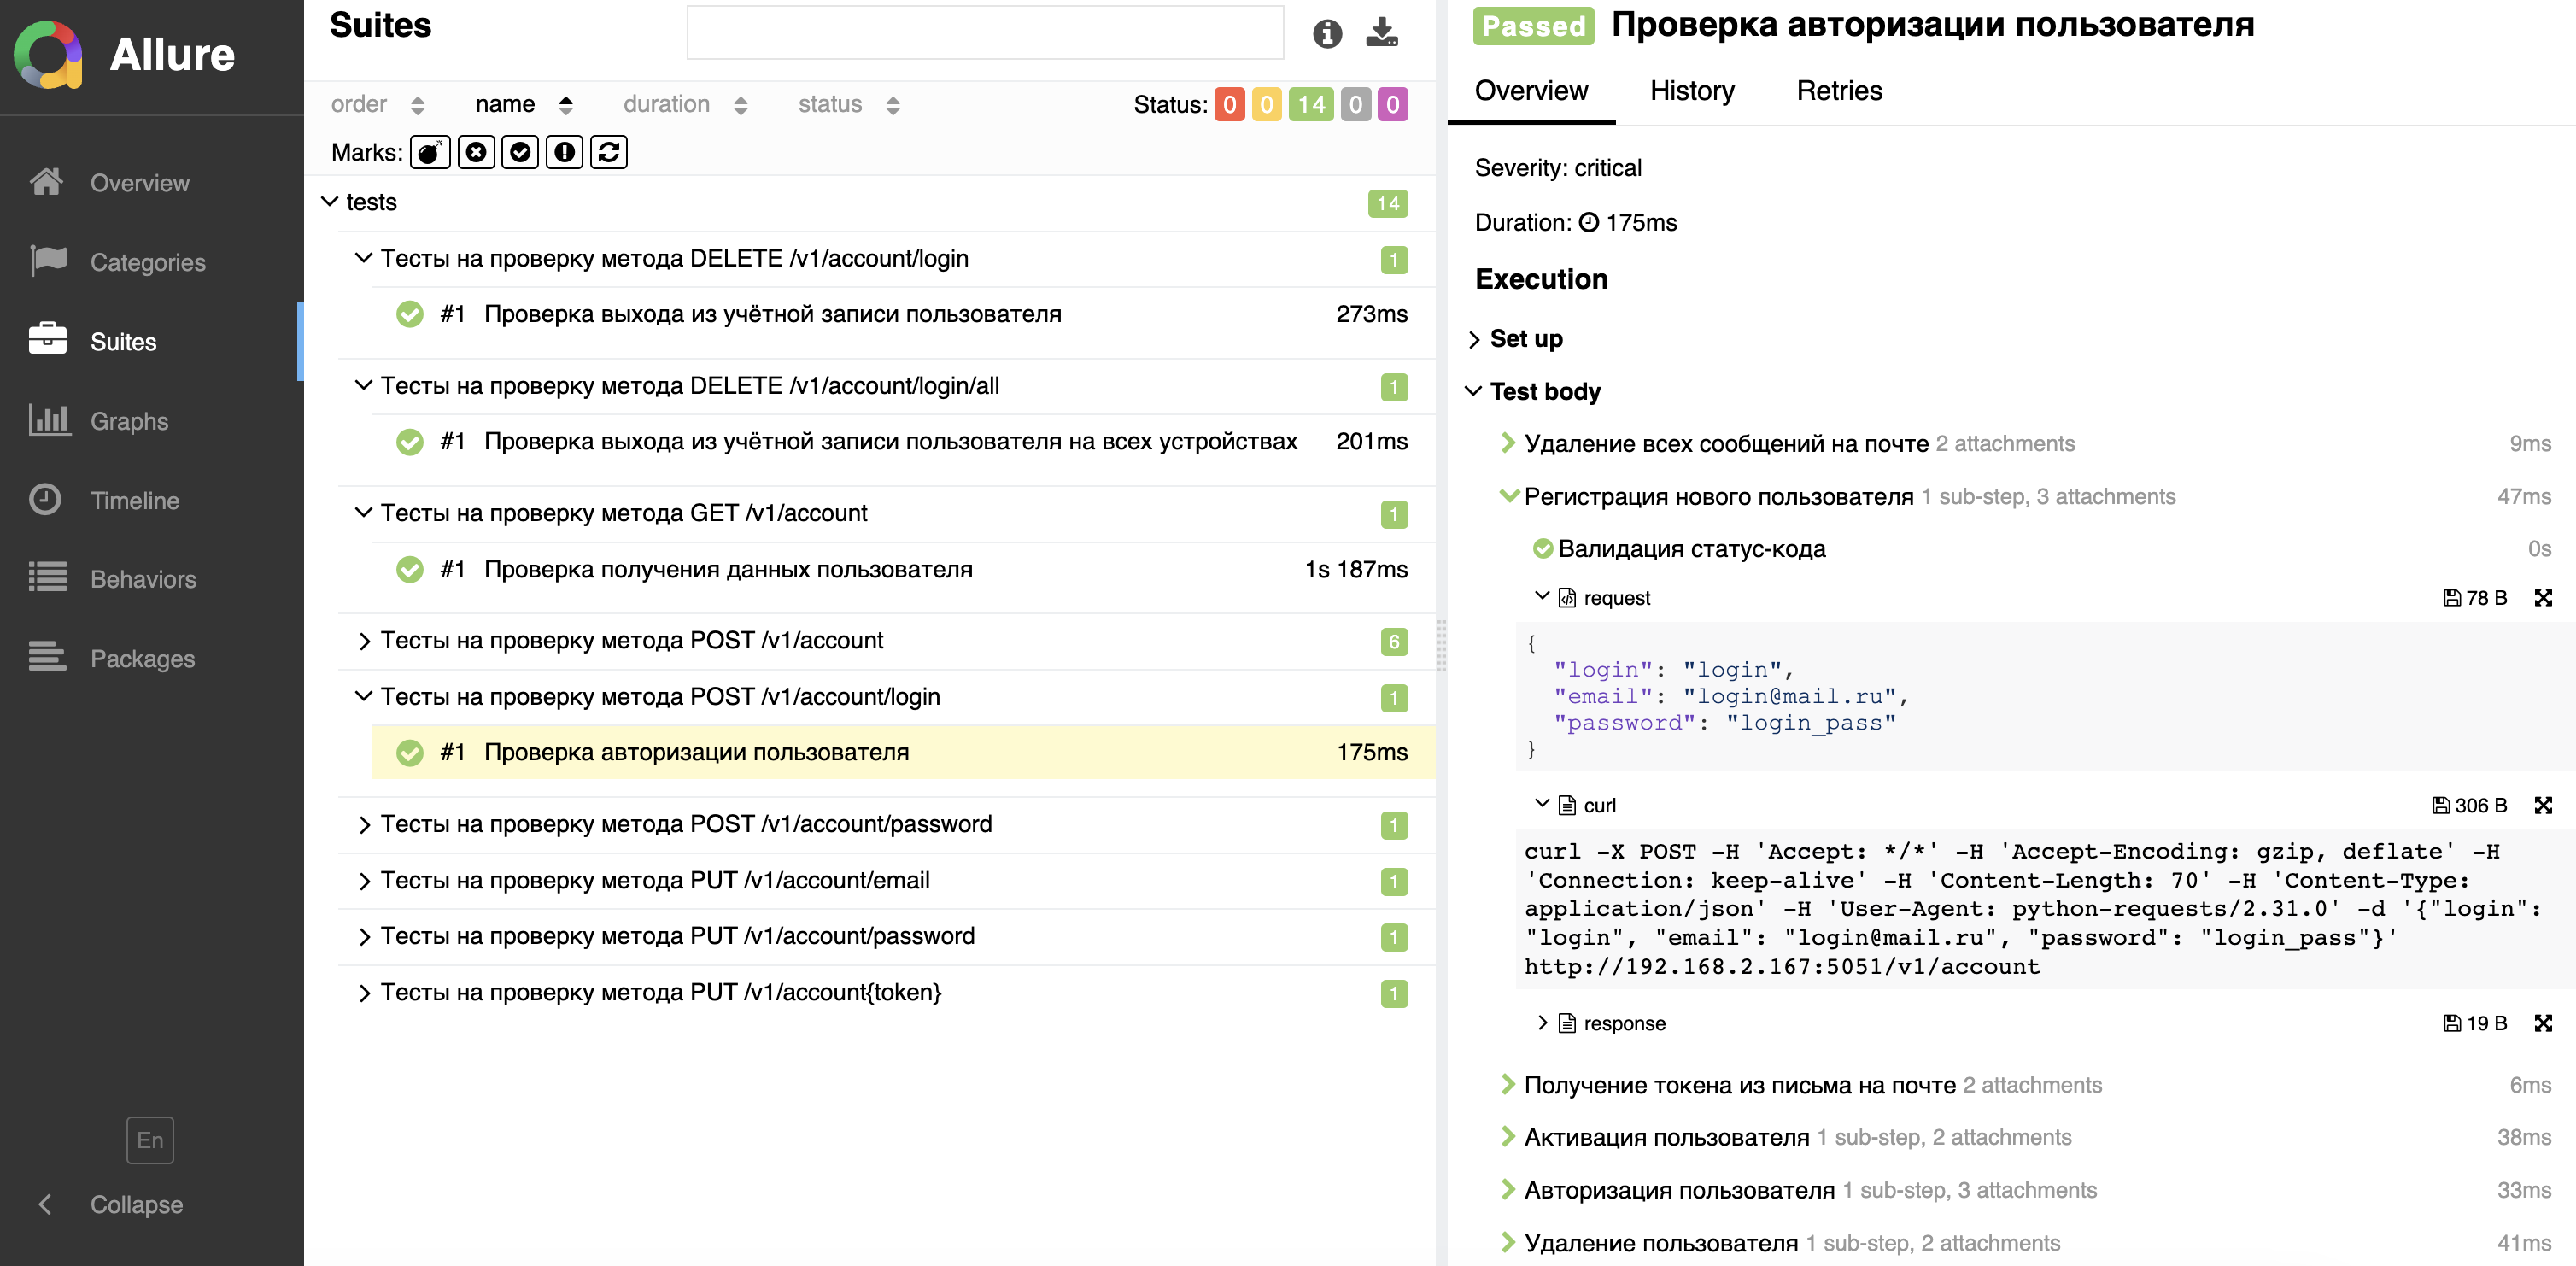 Allure
Overview
Categories
Suites
Graphs
Timeline
Behaviors
Packages
En
Collapse
Suites
order name duration status Status: 0 0 14 0 0
Marks:
tests 14
Тесты на проверку метода DELETE /v1/account/login 1
#1 Проверка выхода из учётной записи пользователя 273ms
Тесты на проверку метода DELETE /v1/account/login/all 1
#1 Проверка выхода из учётной записи пользователя на всех устройствах 201ms
Тесты на проверку метода GET /v1/account 1
#1 Проверка получения данных пользователя 1s 187ms
Тесты на проверку метода POST /v1/account 6
Тесты на проверку метода POST /v1/account/login 1
#1 Проверка авторизации пользователя 175ms
Тесты на проверку метода POST /v1/account/password 1
Тесты на проверку метода PUT /v1/account/email 1
Тесты на проверку метода PUT /v1/account/password 1
Тесты на проверку метода PUT /v1/account{token} 1
Passed Проверка авторизации пользователя
Overview History Retries
Severity: critical
Duration: 175ms
Execution
Set up
Test body
Удаление всех сообщений на почте 2 attachments 9ms
Регистрация нового пользователя 1 sub-step, 3 attachments 47ms
Валидация статус-кода 0s
request 78 B
{
"login": "login",
"email": "login@mail.ru",
"password": "login_pass"
}
curl 306 B
curl -X POST -H 'Accept: */*' -H 'Accept-Encoding: gzip, deflate' -H
'Connection: keep-alive' -H 'Content-Length: 70' -H 'Content-Type:
application/json' -H 'User-Agent: python-requests/2.31.0' -d '{"login":
"login", "email": "login@mail.ru", "password": "login_pass"}'
http://192.168.2.167:5051/v1/account
response 19 B
Получение токена из письма на почте 2 attachments 6ms
Активация пользователя 1 sub-step, 2 attachments 38ms
Авторизация пользователя 1 sub-step, 3 attachments 33ms
Удаление пользователя 1 sub-step, 2 attachments 41ms